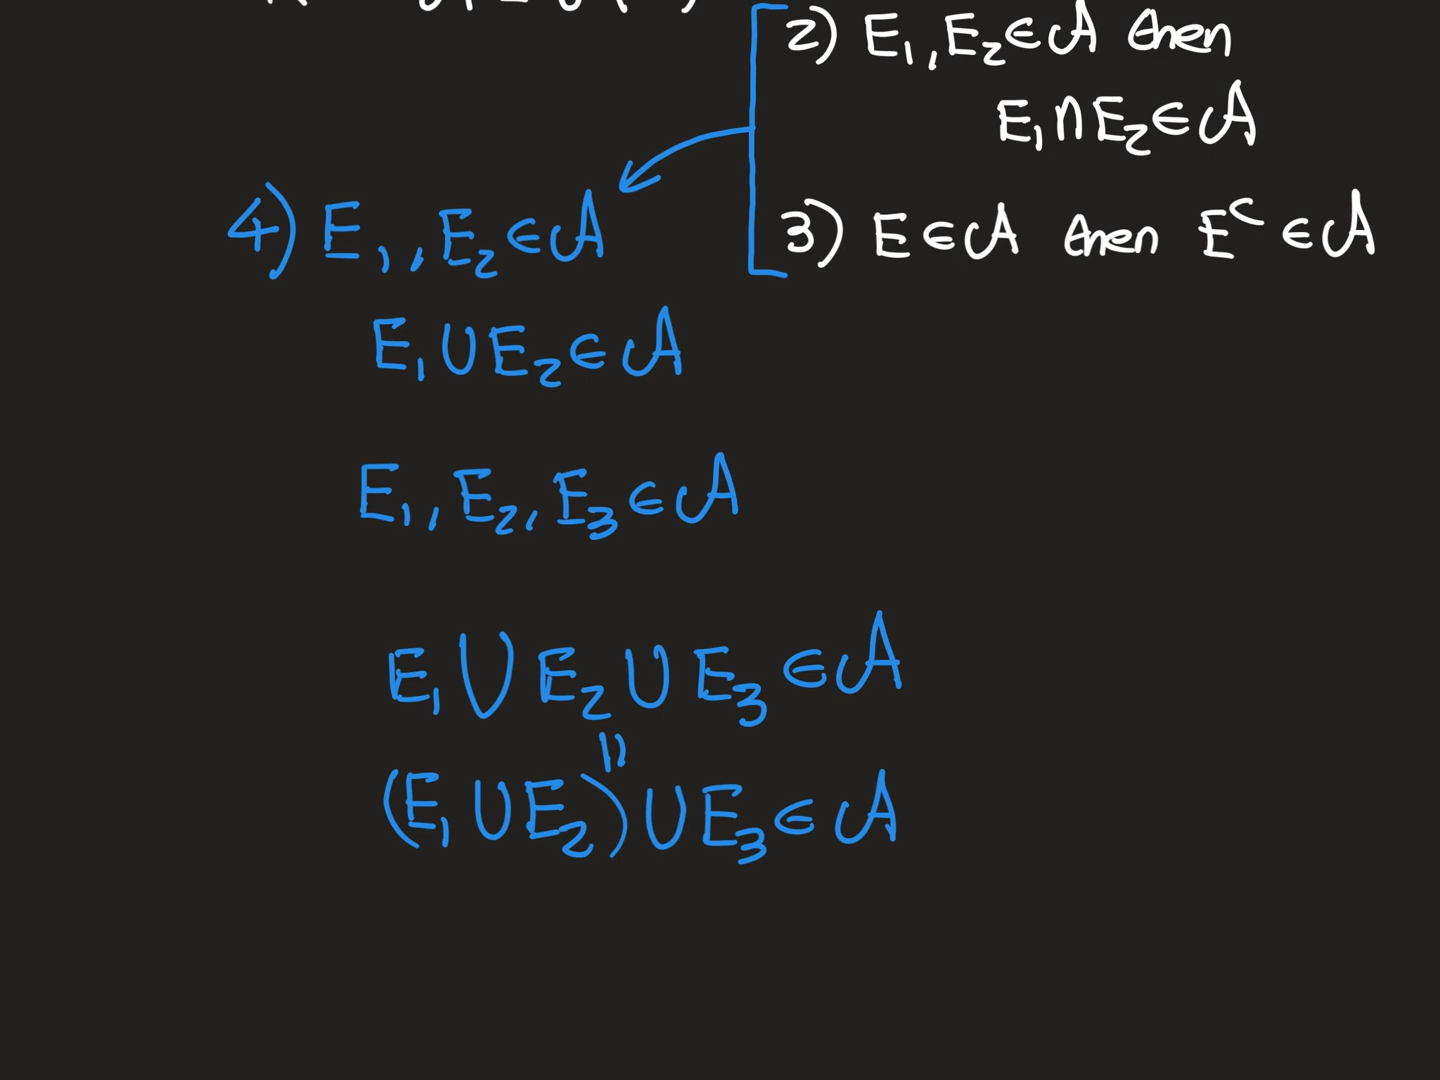 2) E₁, E₂ ∈ 𝒜 then
E₁ ∩ E₂ ∈ 𝒜
3) E ∈ 𝒜 then Eᶜ ∈ 𝒜
4) E₁, E₂ ∈ 𝒜
E₁ ∪ E₂ ∈ 𝒜
E₁, E₂, E₃ ∈ 𝒜
E₁ ∪ E₂ ∪ E₃ ∈ 𝒜
=
(E₁ ∪ E₂) ∪ E₃ ∈ 𝒜